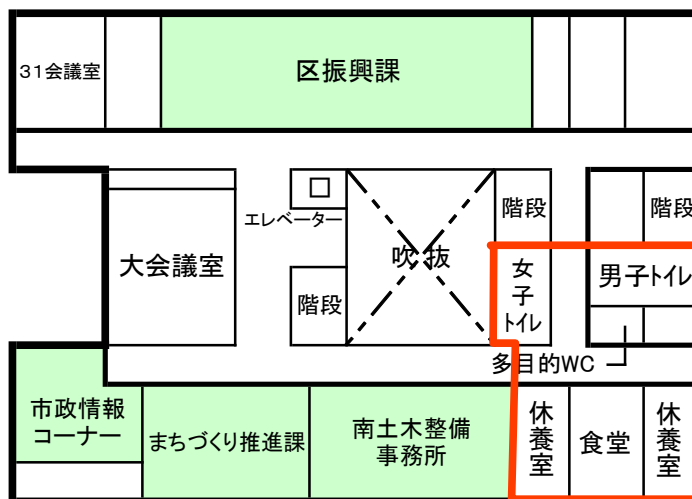 31会議室
区振興課
エレベーター
階段
階段
大会議室
吹抜
女子
トイレ
男子トイレ
階段
多目的WC
市政情報
コーナー
まちづくり推進課
南土木整備
事務所
休養室
食堂
休養室